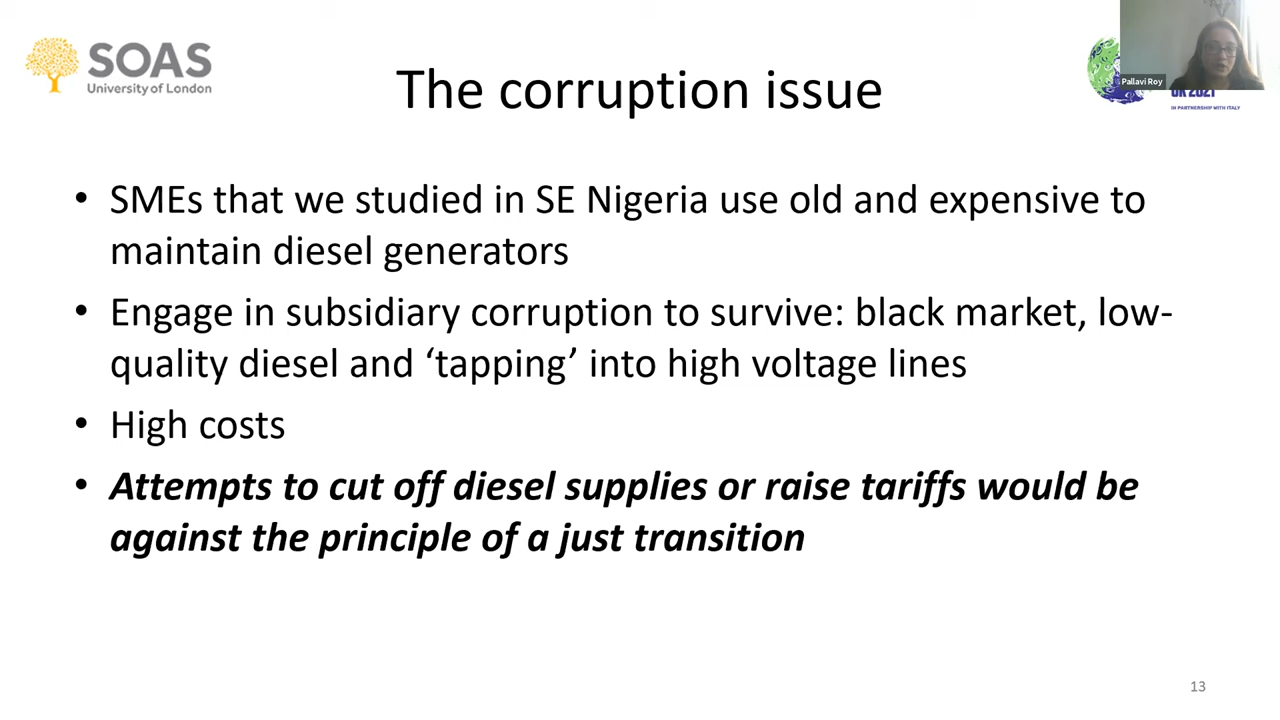 SOAS
University of London
The corruption issue
Pallavi Roy
UK 2021
IN PARTNERSHIP WITH ITALY
• SMEs that we studied in SE Nigeria use old and expensive to
maintain diesel generators
• Engage in subsidiary corruption to survive: black market, low-
quality diesel and ‘tapping’ into high voltage lines
• High costs
• Attempts to cut off diesel supplies or raise tariffs would be
against the principle of a just transition
13